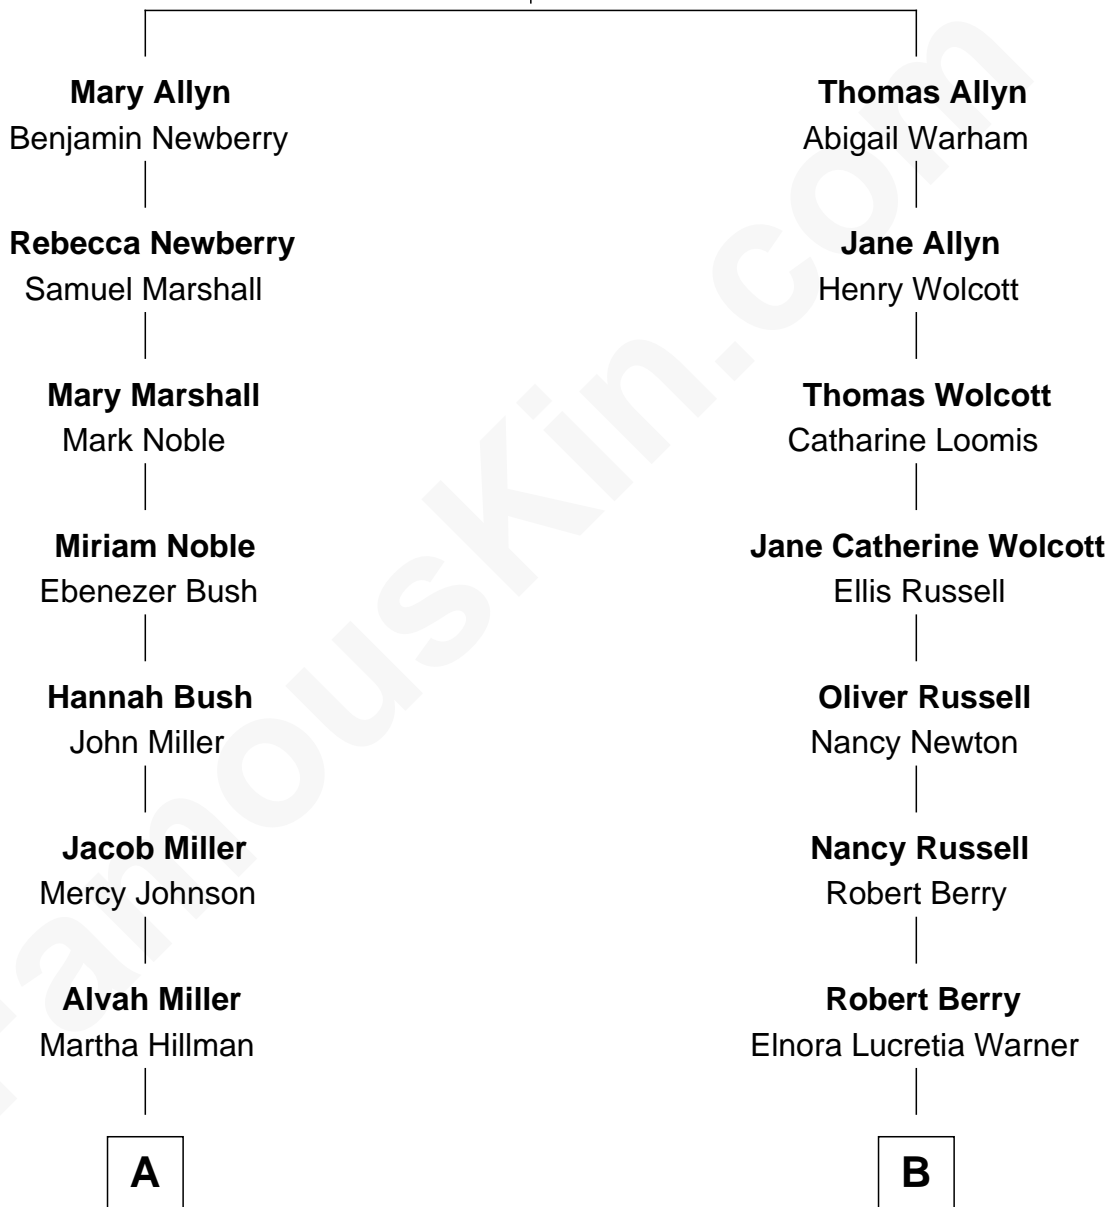 Mary Allyn
Benjamin Newberry
Rebecca Newberry
Samuel Marshall
Mary Marshall
Mark Noble
Miriam Noble
Ebenezer Bush
Hannah Bush
John Miller
Jacob Miller
Mercy Johnson
Alvah Miller
Martha Hillman
A
Thomas Allyn
Abigail Warham
Jane Allyn
Henry Wolcott
Thomas Wolcott
Catharine Loomis
Jane Catherine Wolcott
Ellis Russell
Oliver Russell
Nancy Newton
Nancy Russell
Robert Berry
Robert Berry
Elnora Lucretia Warner
B
FamousKin.com